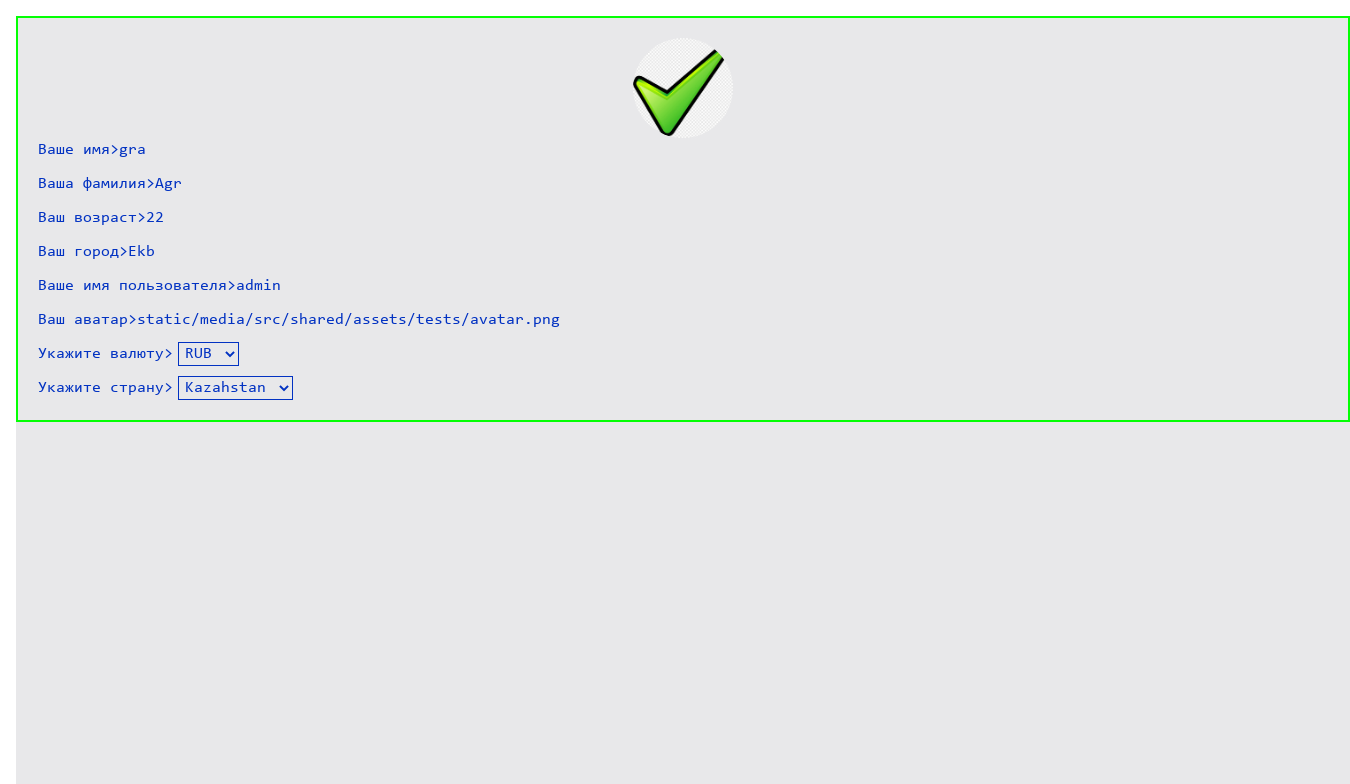 Ваше имя>gra
Ваша фамилия>Agr
Ваш возраст>22
Ваш город>Ekb
Ваше имя пользователя>admin
Ваш аватар>static/media/src/shared/assets/tests/avatar.png
Укажите валюту> RUB
Укажите страну> Kazahstan